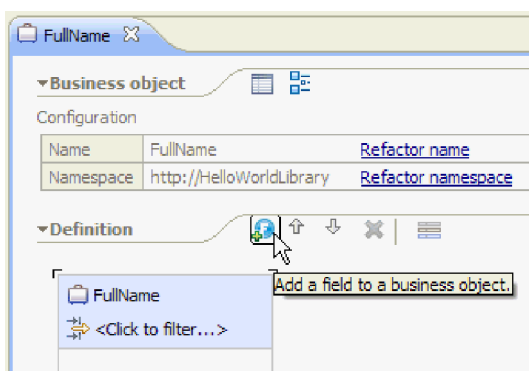 FullName
Business object
Configuration
Name FullName Refactor name
Namespace http://HelloWorldLibrary Refactor namespace
Definition
Add a field to a business object.
FullName
<Click to filter...>